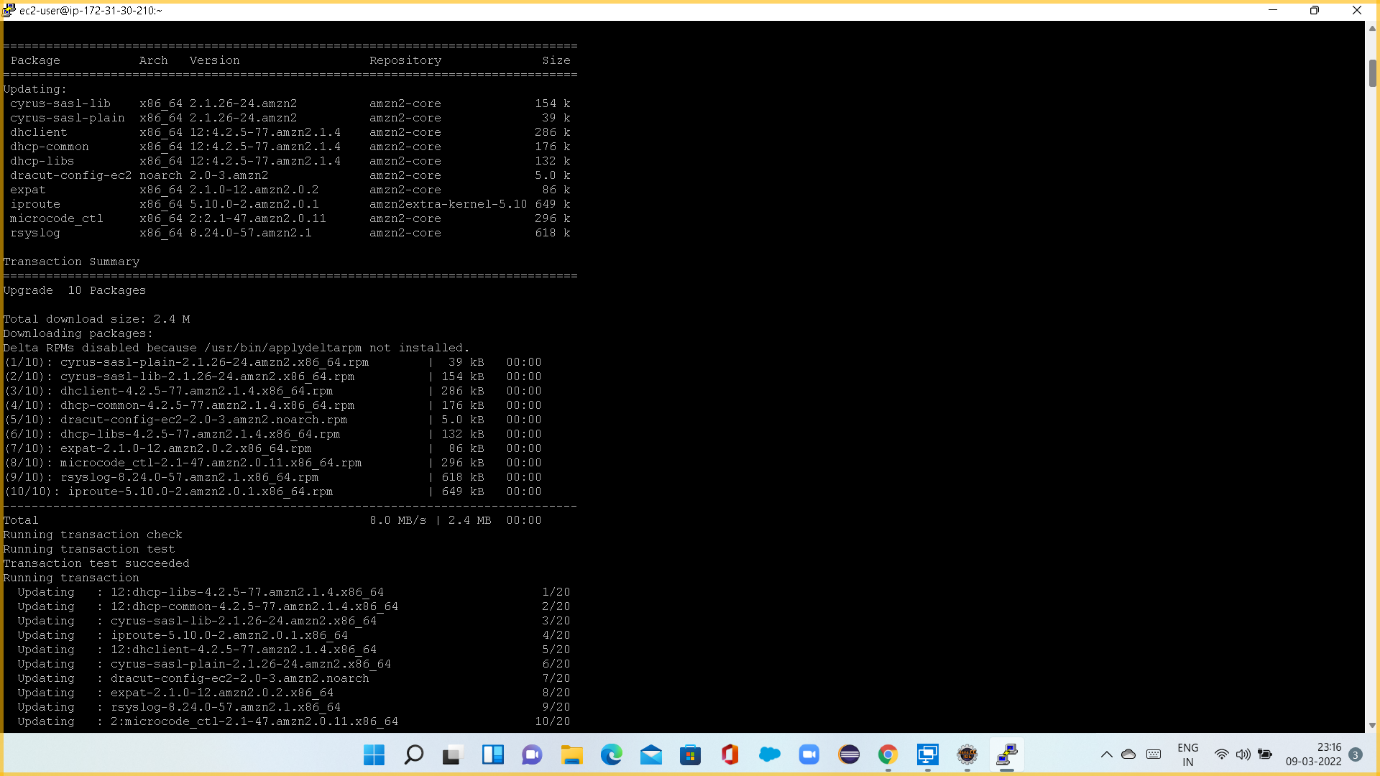 ec2-user@ip-172-31-30-210:~
================================================================================
 Package           Arch   Version                  Repository              Size
================================================================================
Updating:
 cyrus-sasl-lib    x86_64 2.1.26-24.amzn2          amzn2-core             154 k
 cyrus-sasl-plain  x86_64 2.1.26-24.amzn2          amzn2-core              39 k
 dhclient          x86_64 12:4.2.5-77.amzn2.1.4    amzn2-core             286 k
 dhcp-common       x86_64 12:4.2.5-77.amzn2.1.4    amzn2-core             176 k
 dhcp-libs         x86_64 12:4.2.5-77.amzn2.1.4    amzn2-core             132 k
 dracut-config-ec2 noarch 2.0-3.amzn2              amzn2-core             5.0 k
 expat             x86_64 2.1.0-12.amzn2.0.2       amzn2-core              86 k
 iproute           x86_64 5.10.0-2.amzn2.0.1       amzn2extra-kernel-5.10 649 k
 microcode_ctl     x86_64 2:2.1-47.amzn2.0.11      amzn2-core             296 k
 rsyslog           x86_64 8.24.0-57.amzn2.1        amzn2-core             618 k
Transaction Summary
================================================================================
Upgrade  10 Packages
Total download size: 2.4 M
Downloading packages:
Delta RPMs disabled because /usr/bin/applydeltarpm not installed.
(1/10): cyrus-sasl-plain-2.1.26-24.amzn2.x86_64.rpm        |  39 kB   00:00
(2/10): cyrus-sasl-lib-2.1.26-24.amzn2.x86_64.rpm          | 154 kB   00:00
(3/10): dhclient-4.2.5-77.amzn2.1.4.x86_64.rpm             | 286 kB   00:00
(4/10): dhcp-common-4.2.5-77.amzn2.1.4.x86_64.rpm          | 176 kB   00:00
(5/10): dracut-config-ec2-2.0-3.amzn2.noarch.rpm           | 5.0 kB   00:00
(6/10): dhcp-libs-4.2.5-77.amzn2.1.4.x86_64.rpm            | 132 kB   00:00
(7/10): expat-2.1.0-12.amzn2.0.2.x86_64.rpm                |  86 kB   00:00
(8/10): microcode_ctl-2.1-47.amzn2.0.11.x86_64.rpm         | 296 kB   00:00
(9/10): rsyslog-8.24.0-57.amzn2.1.x86_64.rpm               | 618 kB   00:00
(10/10): iproute-5.10.0-2.amzn2.0.1.x86_64.rpm             | 649 kB   00:00
--------------------------------------------------------------------------------
Total                                              8.0 MB/s | 2.4 MB  00:00
Running transaction check
Running transaction test
Transaction test succeeded
Running transaction
  Updating   : 12:dhcp-libs-4.2.5-77.amzn2.1.4.x86_64                      1/20
  Updating   : 12:dhcp-common-4.2.5-77.amzn2.1.4.x86_64                    2/20
  Updating   : cyrus-sasl-lib-2.1.26-24.amzn2.x86_64                       3/20
  Updating   : iproute-5.10.0-2.amzn2.0.1.x86_64                           4/20
  Updating   : 12:dhclient-4.2.5-77.amzn2.1.4.x86_64                       5/20
  Updating   : cyrus-sasl-plain-2.1.26-24.amzn2.x86_64                     6/20
  Updating   : dracut-config-ec2-2.0-3.amzn2.noarch                        7/20
  Updating   : expat-2.1.0-12.amzn2.0.2.x86_64                             8/20
  Updating   : rsyslog-8.24.0-57.amzn2.1.x86_64                            9/20
  Updating   : 2:microcode_ctl-2.1-47.amzn2.0.11.x86_64                   10/20
ENG
IN
23:16
09-03-2022
3